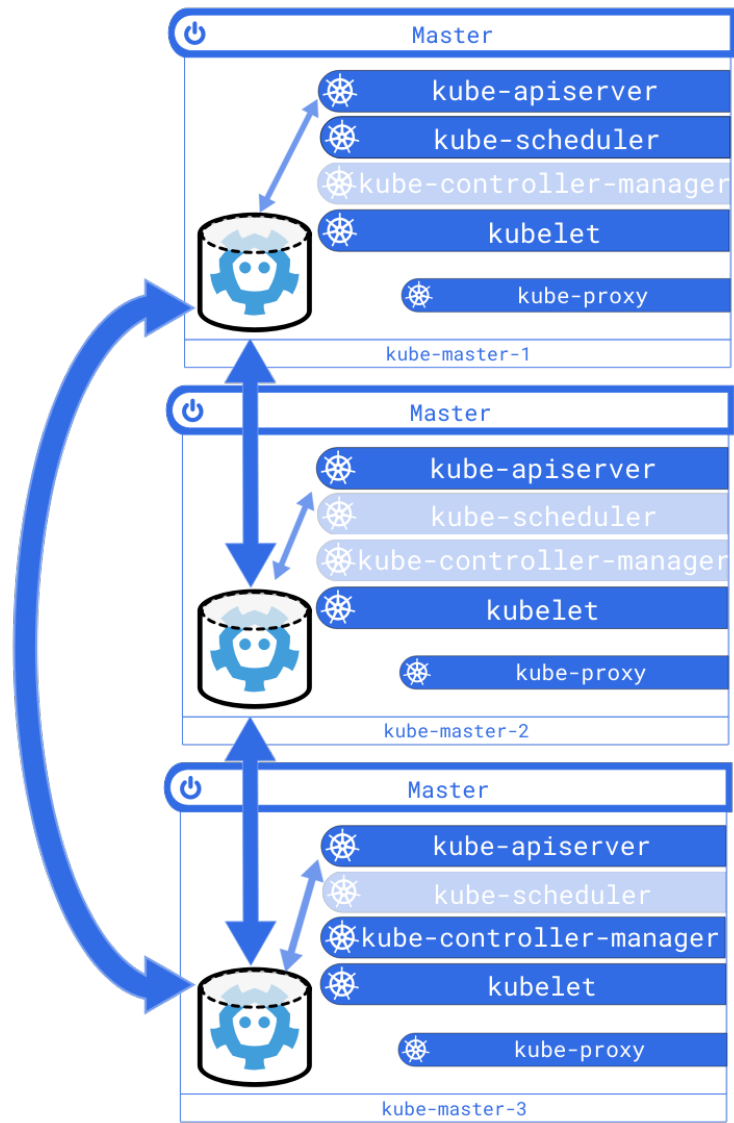 Master
kube-apiserver
kube-scheduler
kube-controller-manager
kubelet
kube-proxy
kube-master-1
Master
kube-apiserver
kube-scheduler
kube-controller-manager
kubelet
kube-proxy
kube-master-2
Master
kube-apiserver
kube-scheduler
kube-controller-manager
kubelet
kube-proxy
kube-master-3